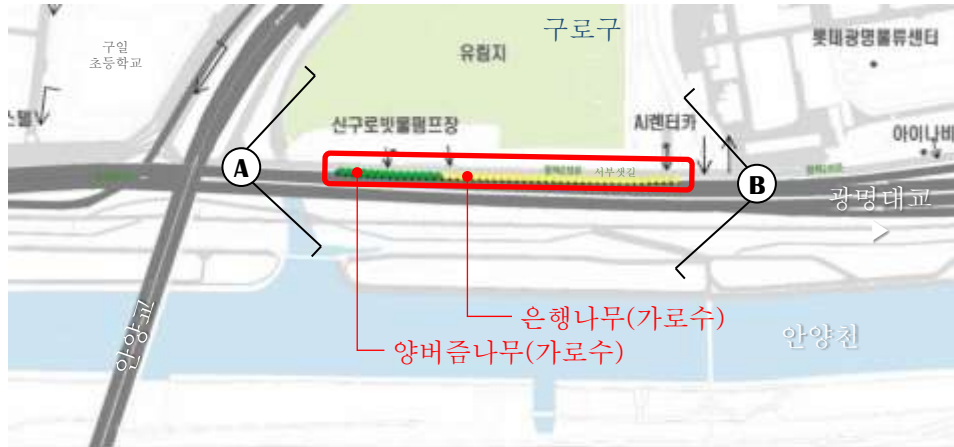 구로구
구일
초등학교
유림지
롯데광명물류센터
스텔
신구로빗물펌프장
AJ렌터카
아이나비
A
서부샛길
B
광명대교
은행나무(가로수)
양버즘나무(가로수)
안양교
안양천